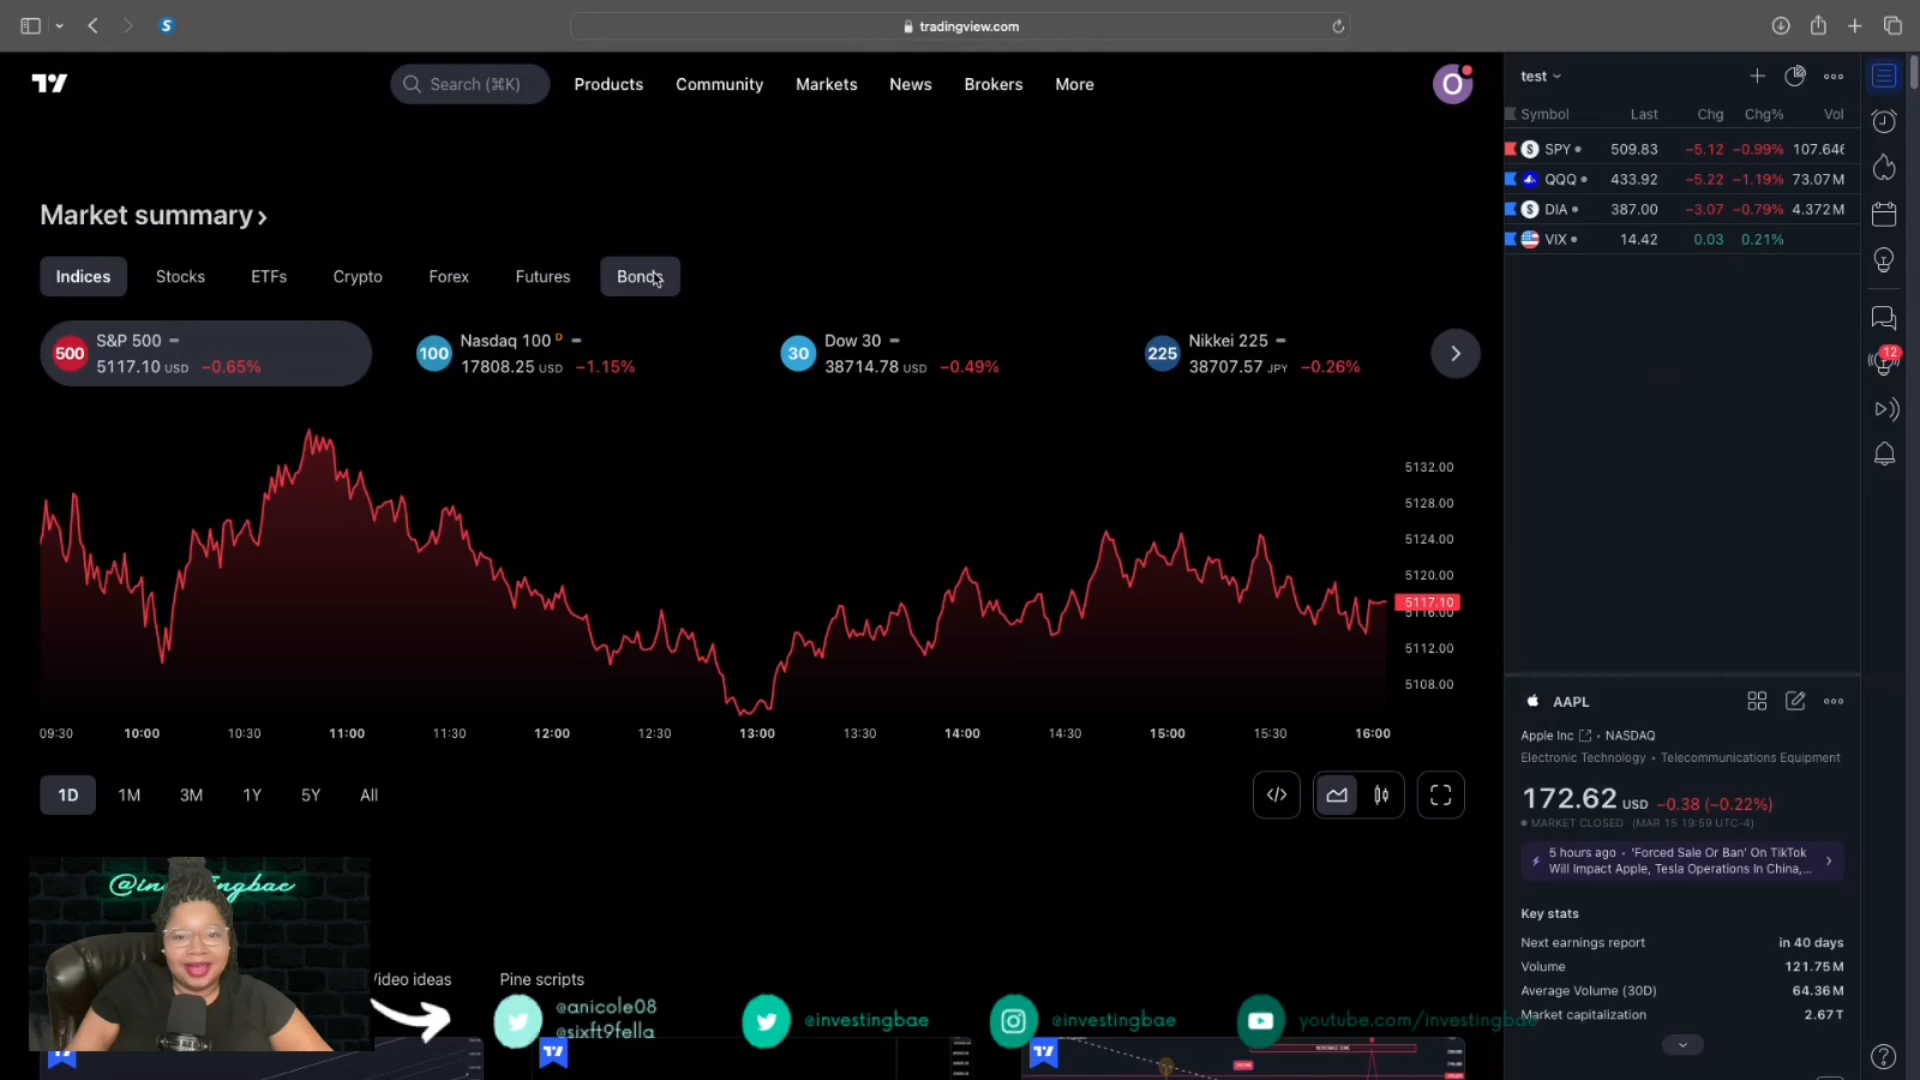 tradingview.com
Search (⌘K)
Products
Community
Markets
News
Brokers
More
O
Market summary
Indices
Stocks
ETFs
Crypto
Forex
Futures
Bonds
500
S&P 500
5117.10 USD −0.65%
100
Nasdaq 100 D
17808.25 USD −1.15%
30
Dow 30
38714.78 USD −0.49%
225
Nikkei 225
38707.57 JPY −0.26%
5132.00
5128.00
5124.00
5120.00
5117.10
5116.00
5112.00
5108.00
09:30 10:00 10:30 11:00 11:30 12:00 12:30 13:00 13:30 14:00 14:30 15:00 15:30 16:00
1D
1M
3M
1Y
5Y
All
Video ideas
Pine scripts
@anicole08
@sixft9fella
@investingbae
@investingbae
youtube.com/investingbae
test
Symbol Last Chg Chg% Vol
SPY 509.83 −5.12 −0.99% 107.646
QQQ 433.92 −5.22 −1.19% 73.07M
DIA 387.00 −3.07 −0.79% 4.372M
VIX 14.42 0.03 0.21%
12
AAPL
Apple Inc • NASDAQ
Electronic Technology • Telecommunications Equipment
172.62 USD −0.38 (−0.22%)
MARKET CLOSED (MAR 15 19:59 UTC-4)
5 hours ago • 'Forced Sale Or Ban' On TikTok
Will Impact Apple, Tesla Operations In China,...
Key stats
Next earnings report in 40 days
Volume 121.75M
Average Volume (30D) 64.36M
Market capitalization 2.67T